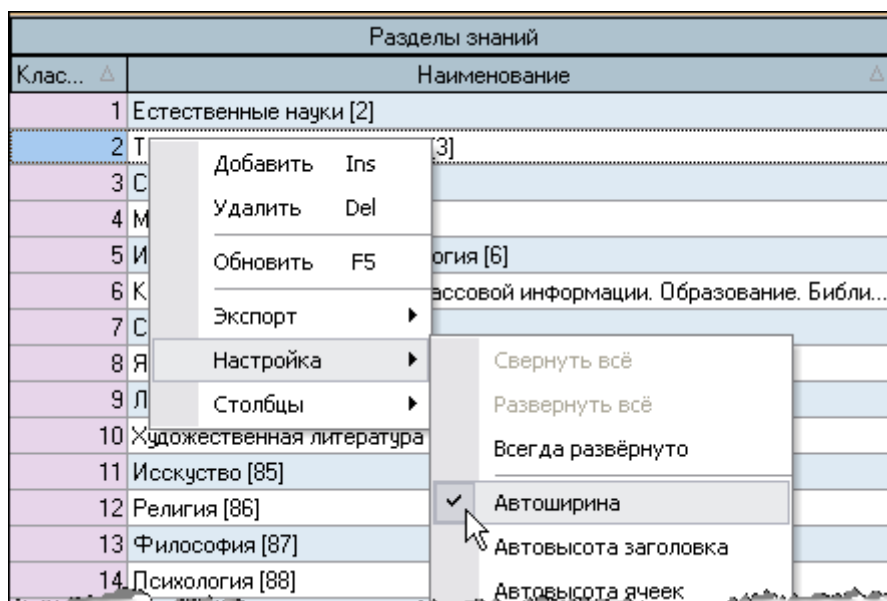 Разделы знаний
Клас... Наименование
1 Естественные науки [2]
2 Т [3]
3 С
4 М
5 И огия [6]
6 К ассовой информации. Образование. Библи...
7 С
8 Я
9 Л
10 Художественная литература
11 Исскуство [85]
12 Религия [86]
13 Философия [87]
14 Психология [88]
Добавить Ins
Удалить Del
Обновить F5
Экспорт
Настройка
Столбцы
Свернуть всё
Развернуть всё
Всегда развёрнуто
Автоширина
Автовысота заголовка
Автовысота ячеек